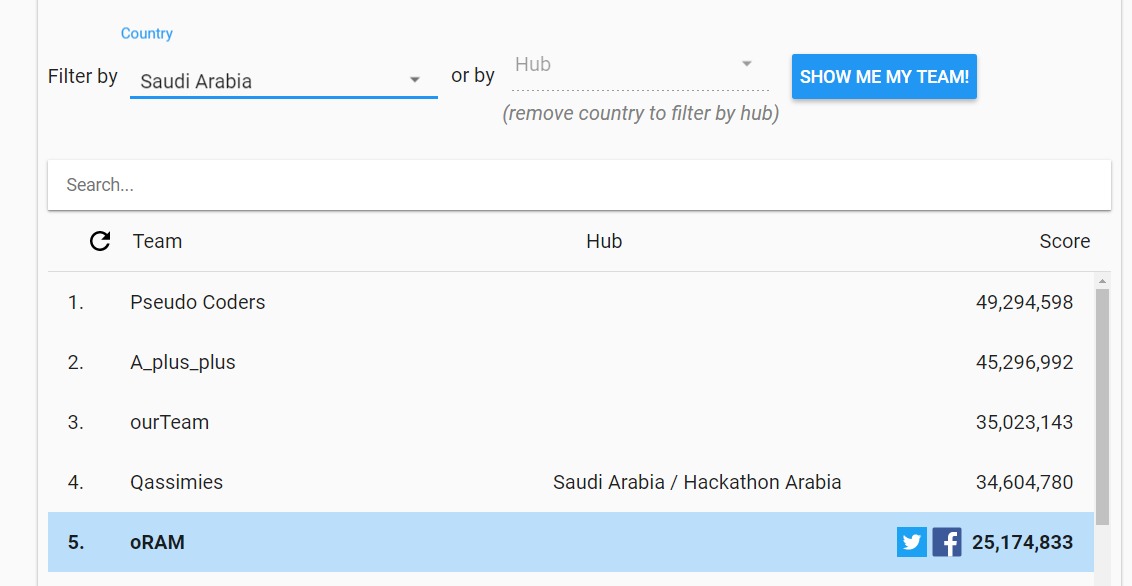 Country
Filter by Saudi Arabia or by Hub SHOW ME MY TEAM!
(remove country to filter by hub)
Search...
Team Hub Score
1. Pseudo Coders 49,294,598
2. A_plus_plus 45,296,992
3. ourTeam 35,023,143
4. Qassimies Saudi Arabia / Hackathon Arabia 34,604,780
5. oRAM 25,174,833